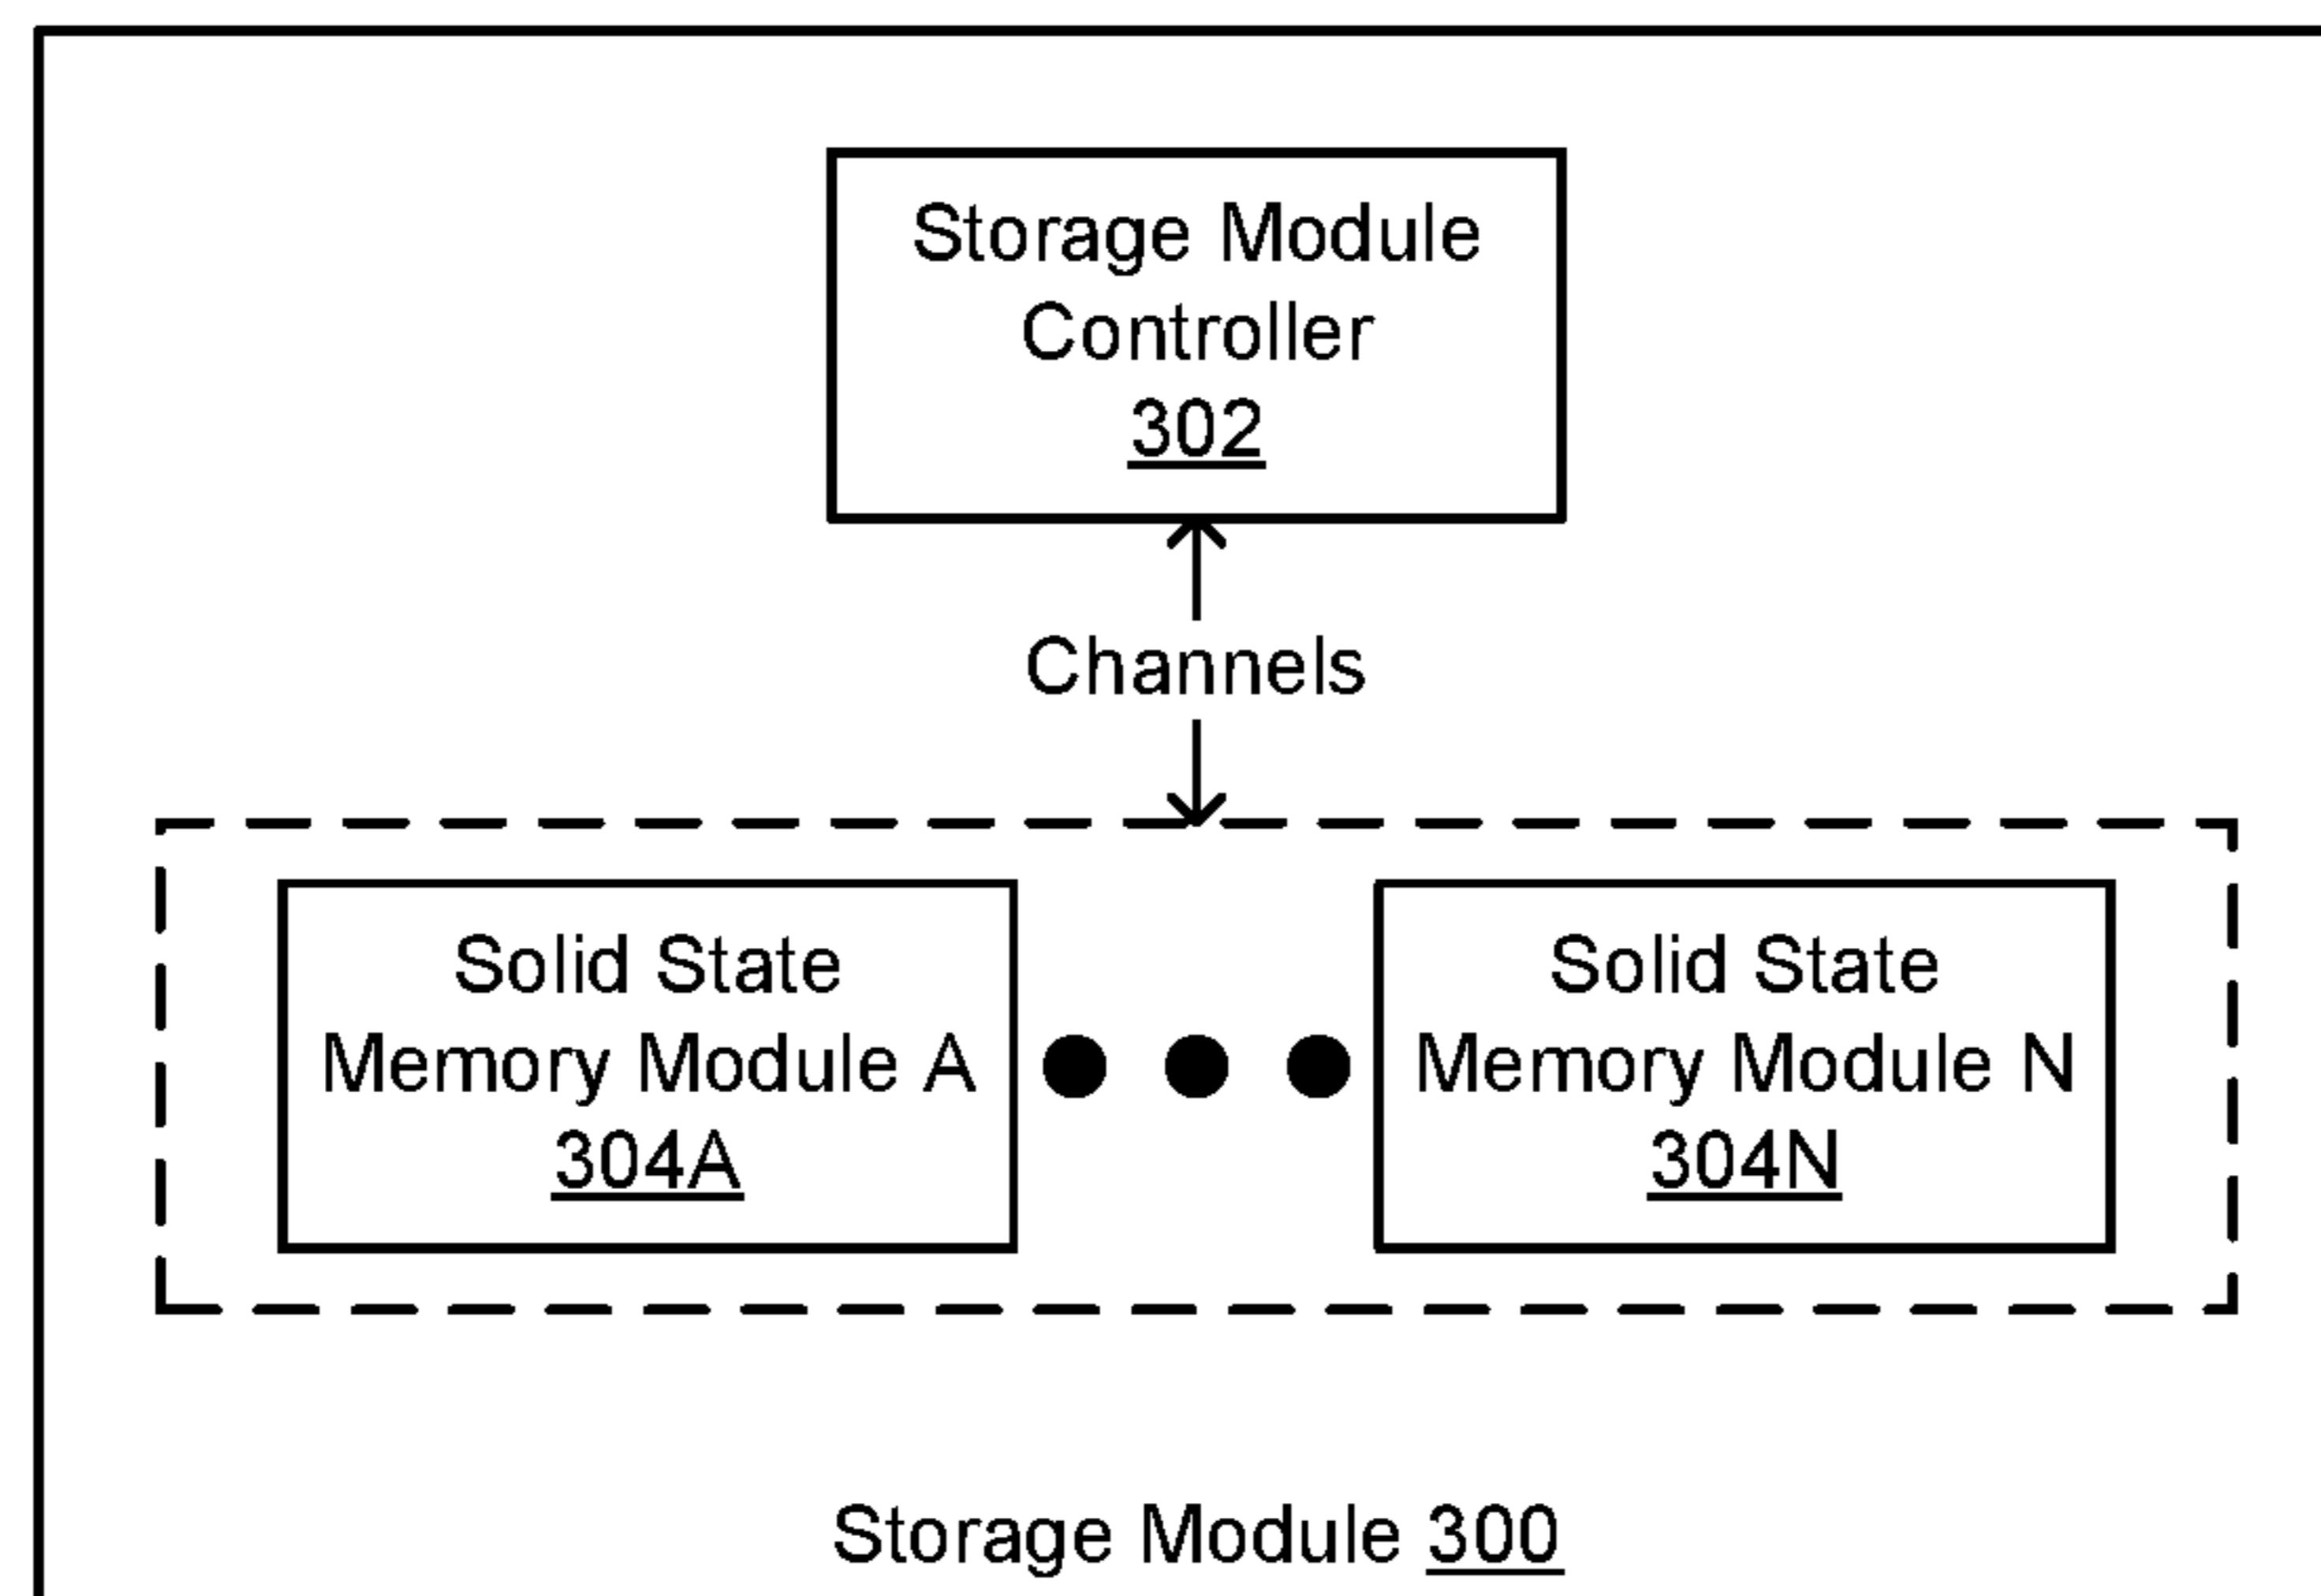 Storage Module
Controller
302
Channels
Solid State
Memory Module A
304A
Solid State
Memory Module N
304N
Storage Module 300